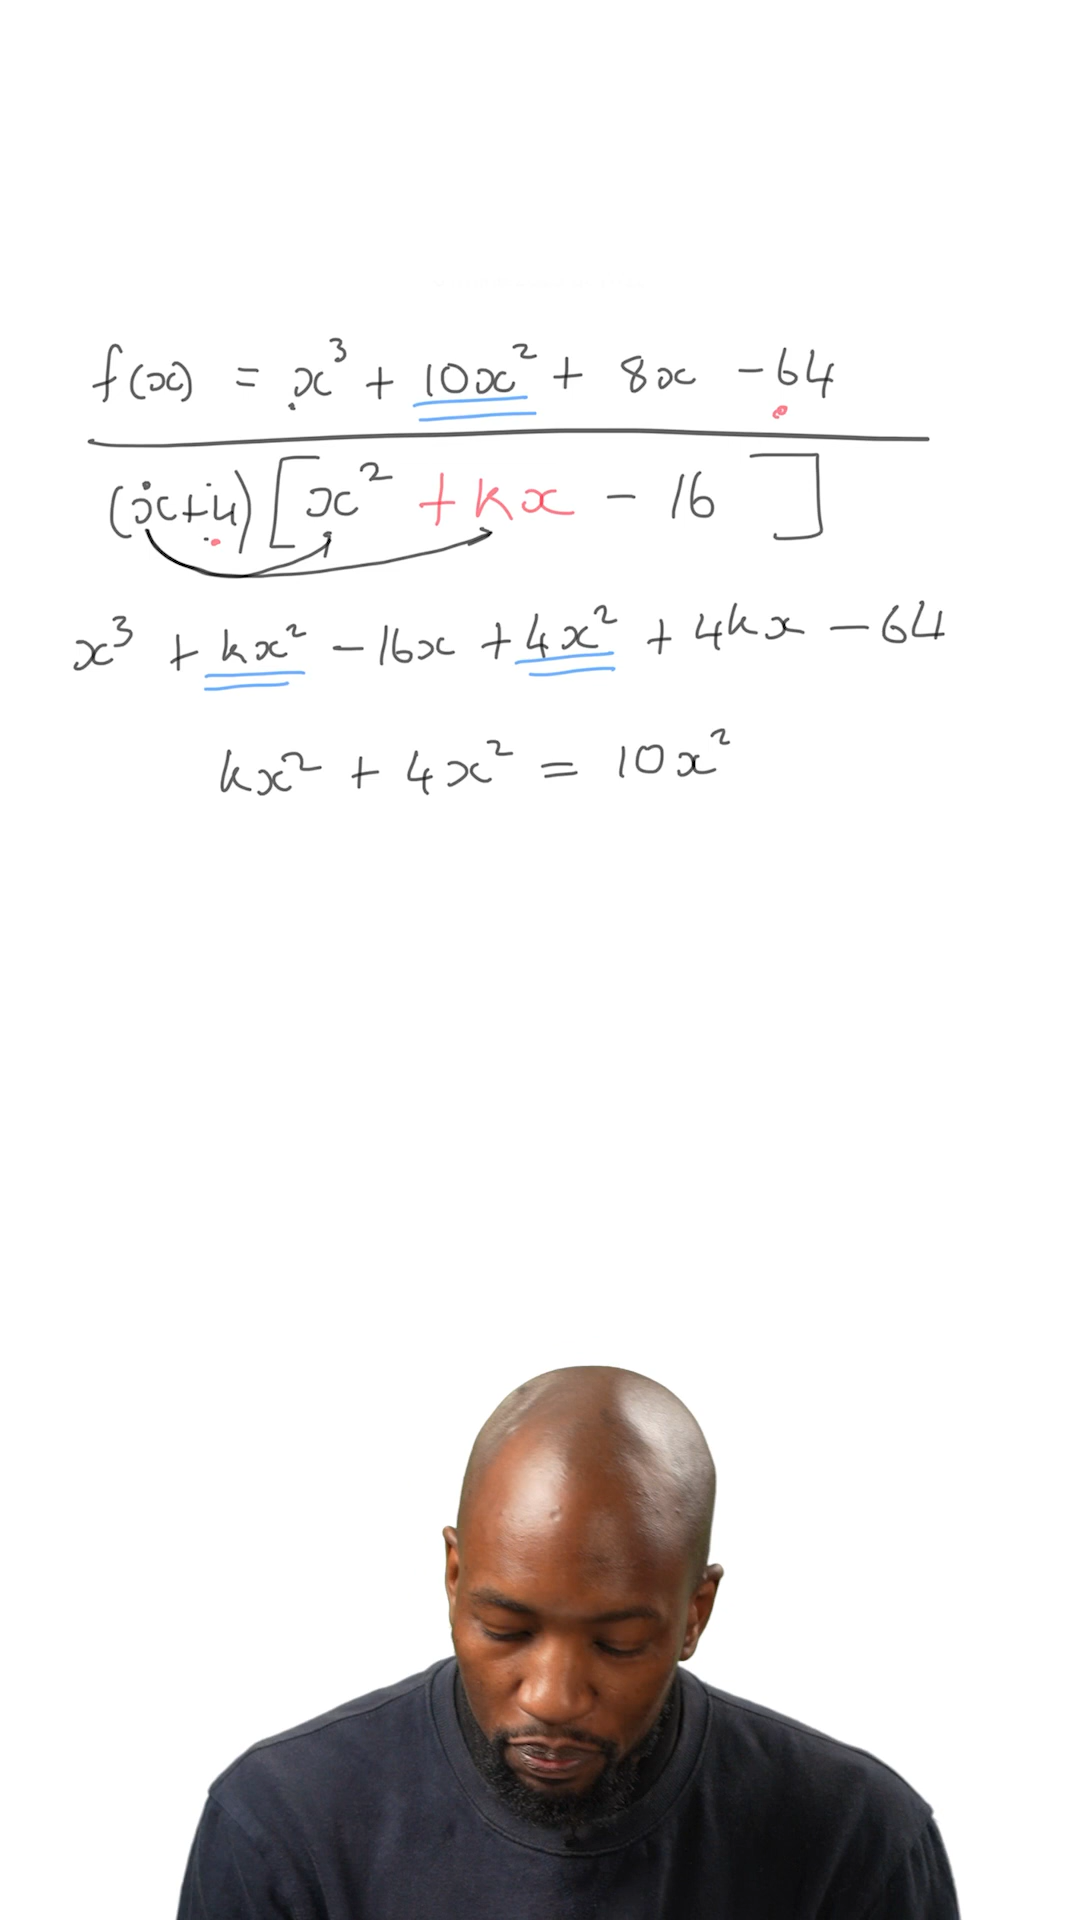 f(x) = x³ + 10x² + 8x - 64
(x+4)[x² + kx - 16]
x³ + kx² - 16x + 4x² + 4kx - 64
kx² + 4x² = 10x²